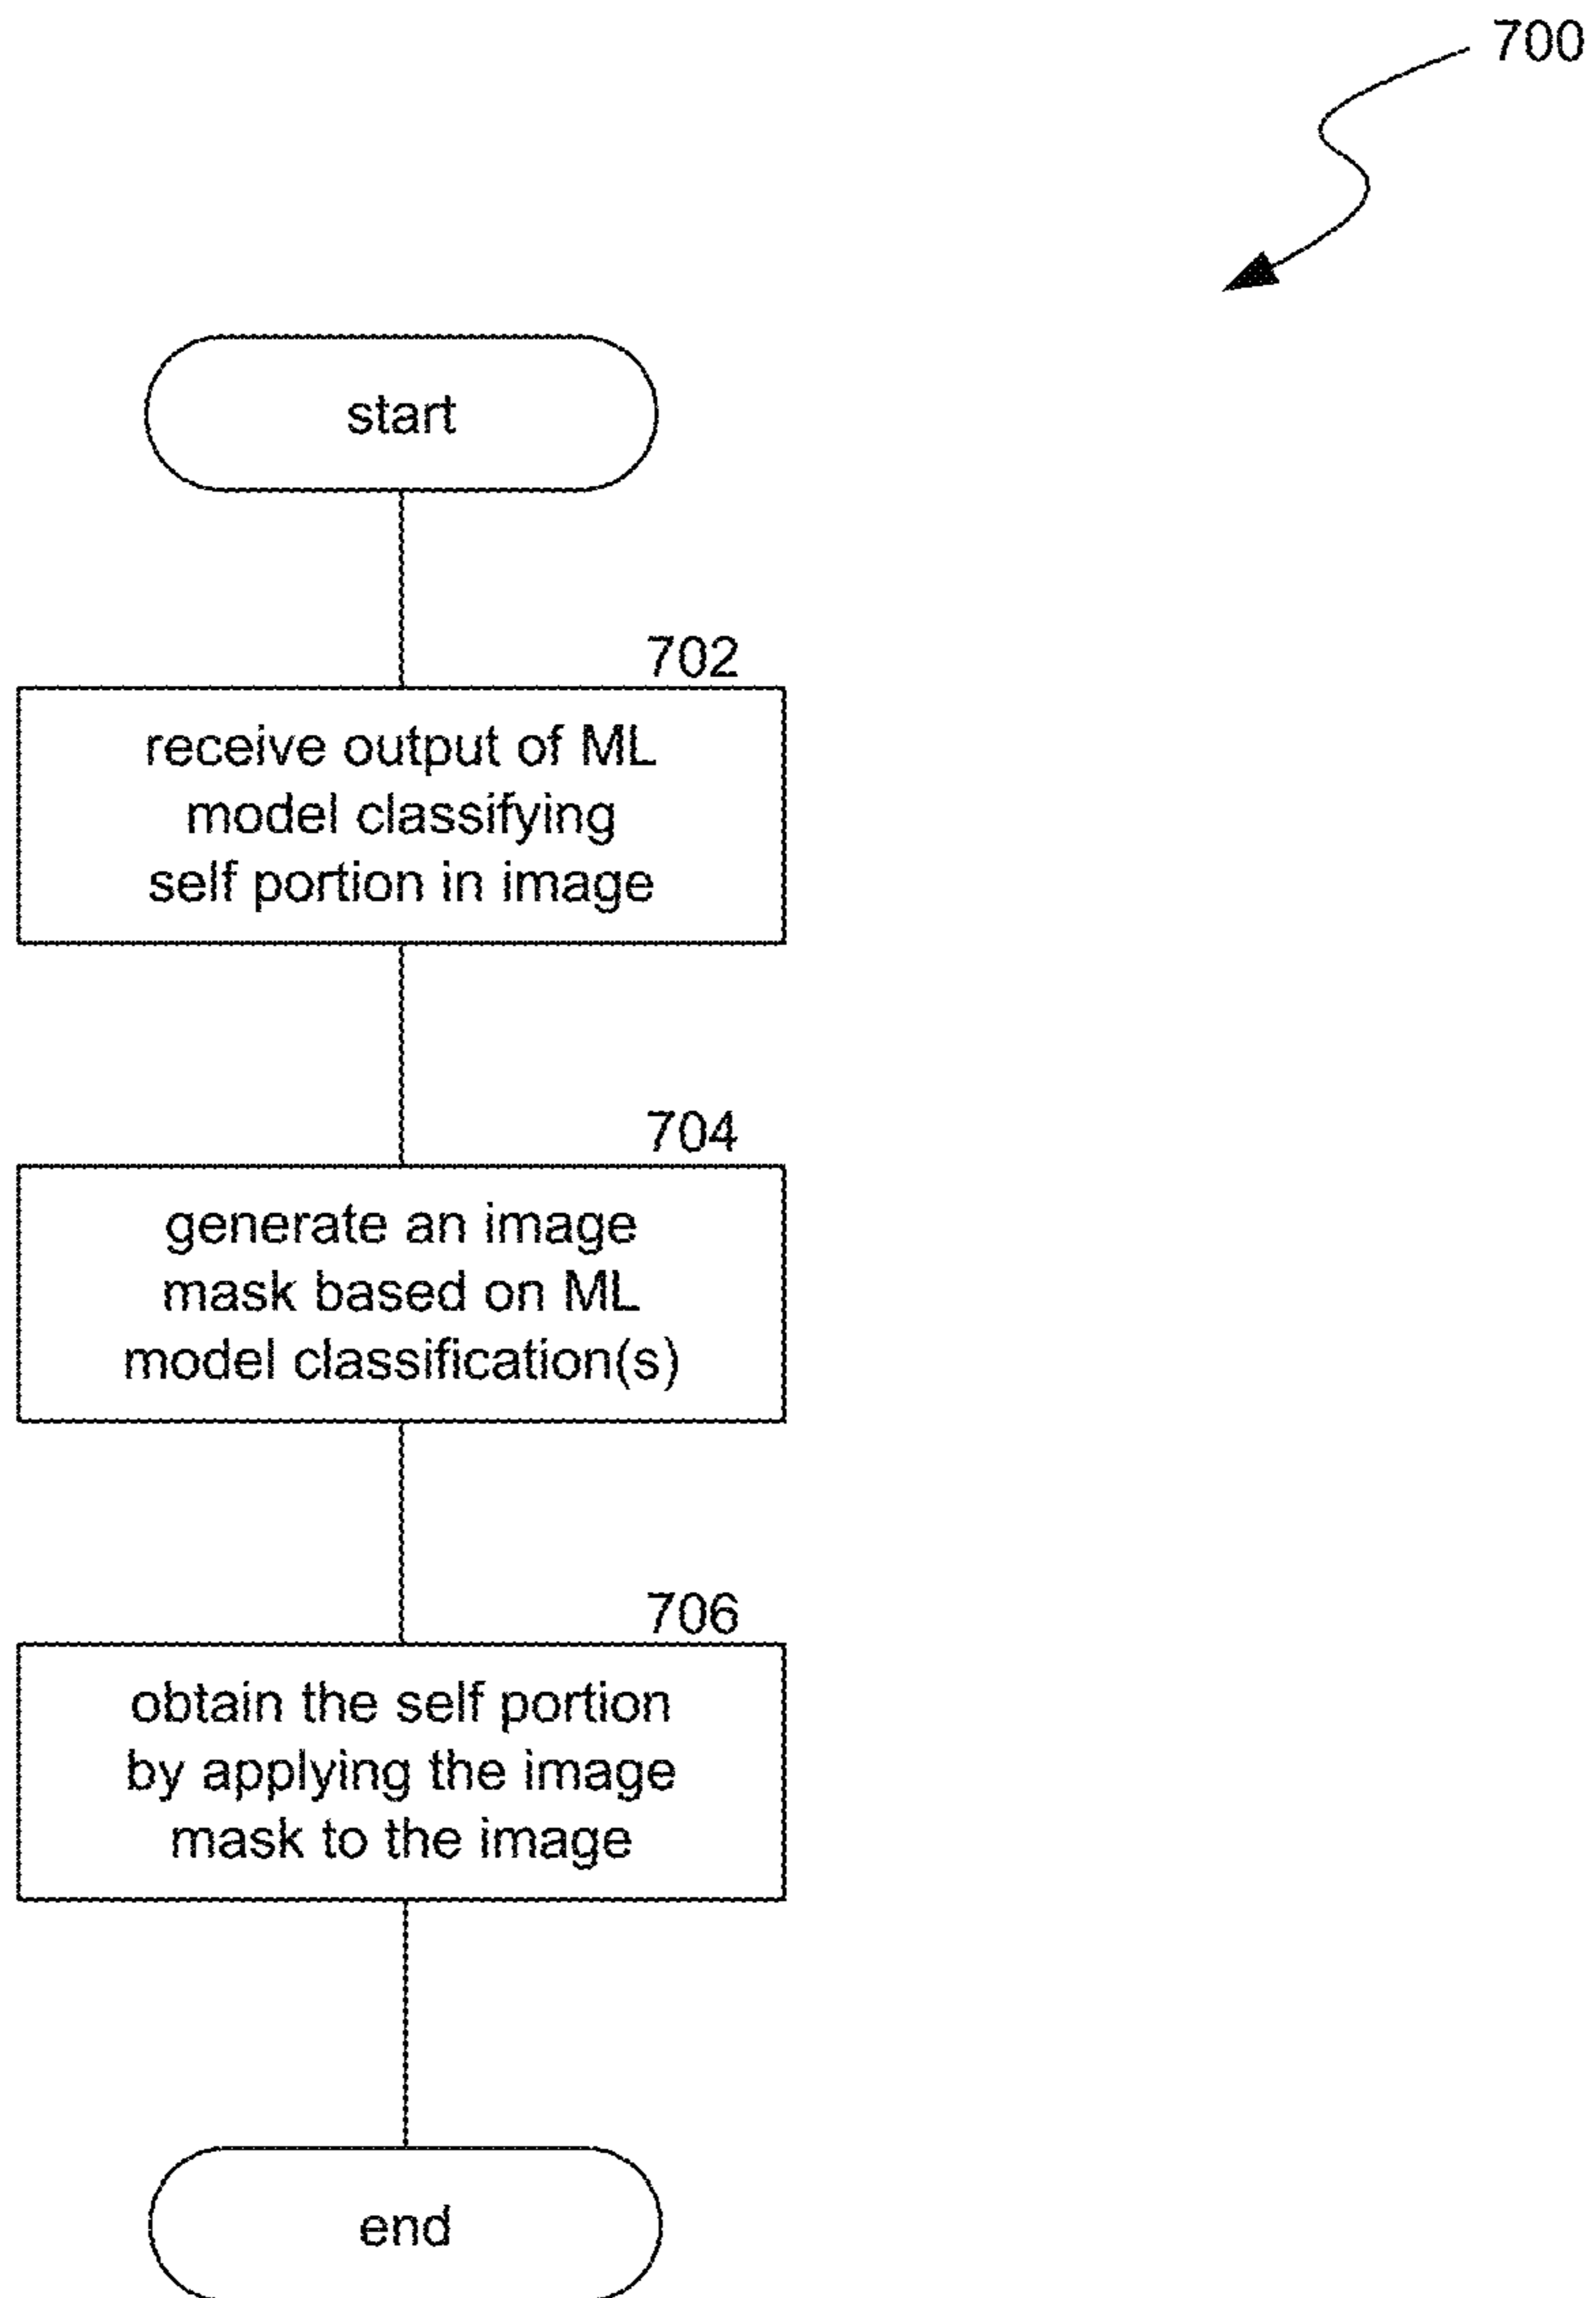 700
start
702
receive output of ML
model classifying
self portion in image
704
generate an image
mask based on ML
model classification(s)
706
obtain the self portion
by applying the image
mask to the image
end